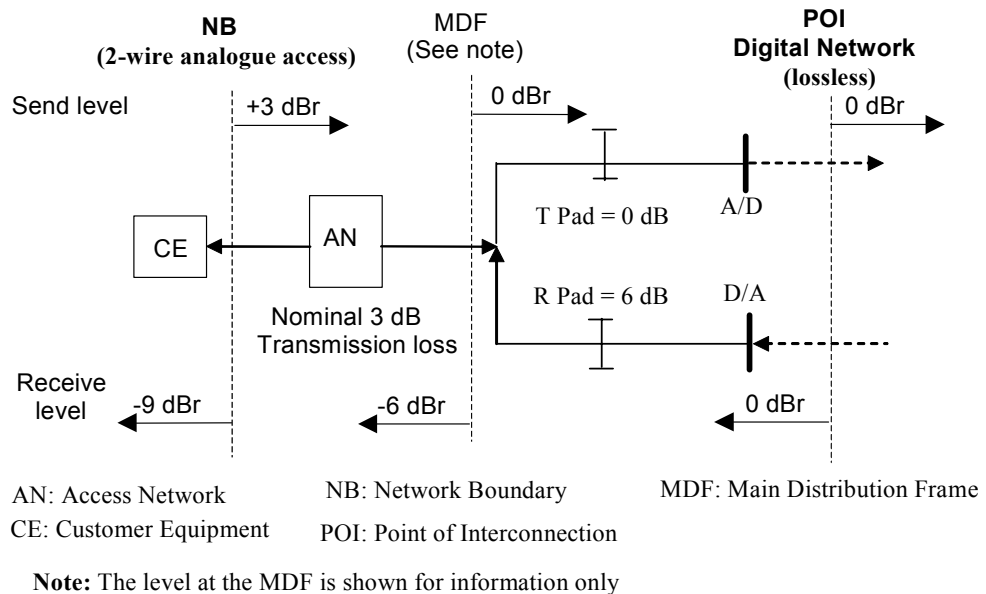 NB
(2-wire analogue access)
MDF
(See note)
POI
Digital Network
(lossless)
Send level
+3 dBr
0 dBr
0 dBr
T Pad = 0 dB
A/D
CE
AN
R Pad = 6 dB
D/A
Nominal 3 dB
Transmission loss
Receive
level
-9 dBr
-6 dBr
0 dBr
AN: Access Network
NB: Network Boundary
MDF: Main Distribution Frame
CE: Customer Equipment
POI: Point of Interconnection
Note: The level at the MDF is shown for information only